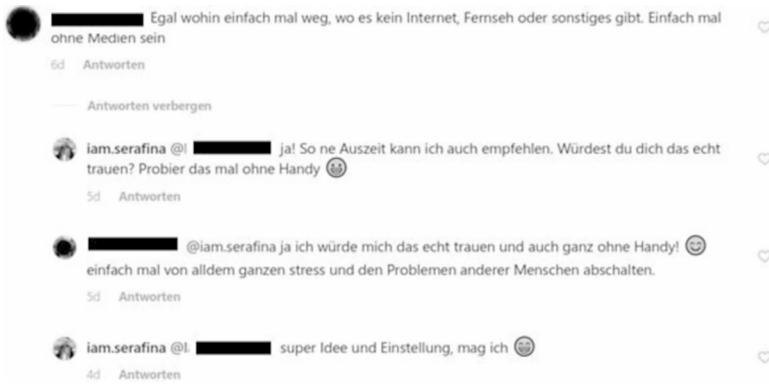 Egal wohin einfach mal weg, wo es kein Internet, Fernseh oder sonstiges gibt. Einfach mal
ohne Medien sein
6d Antworten
Antworten verbergen
iam.serafina @ ja! So ne Auszeit kann ich auch empfehlen. Würdest du dich das echt
trauen? Probier das mal ohne Handy
5d Antworten
@iam.serafina ja ich würde mich das echt trauen und auch ganz ohne Handy!
einfach mal von alldem ganzen stress und den Problemen anderer Menschen abschalten.
5d Antworten
iam.serafina @ super Idee und Einstellung, mag ich
4d Antworten